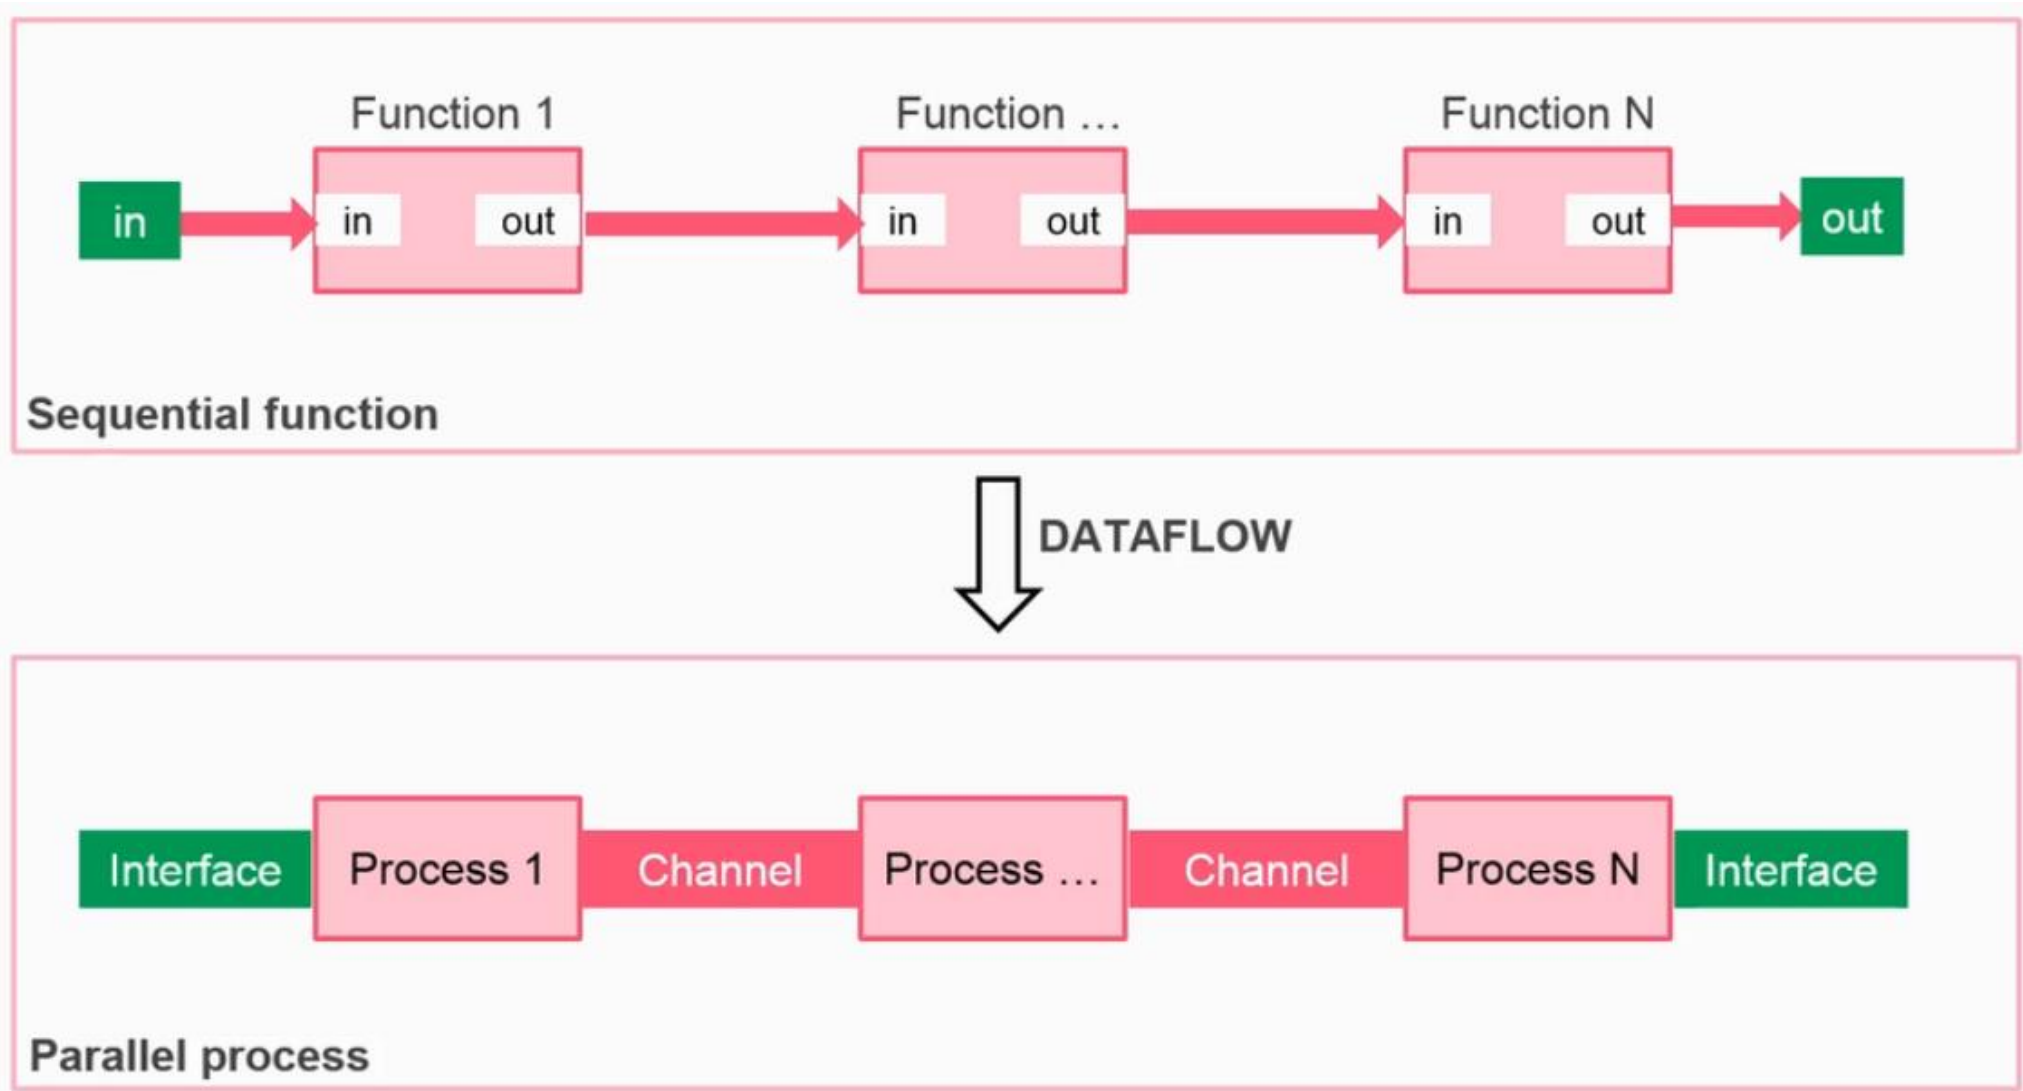 Function 1
Function ...
Function N
in
in
out
in
out
in
out
out
Sequential function
DATAFLOW
Interface
Process 1
Channel
Process ...
Channel
Process N
Interface
Parallel process